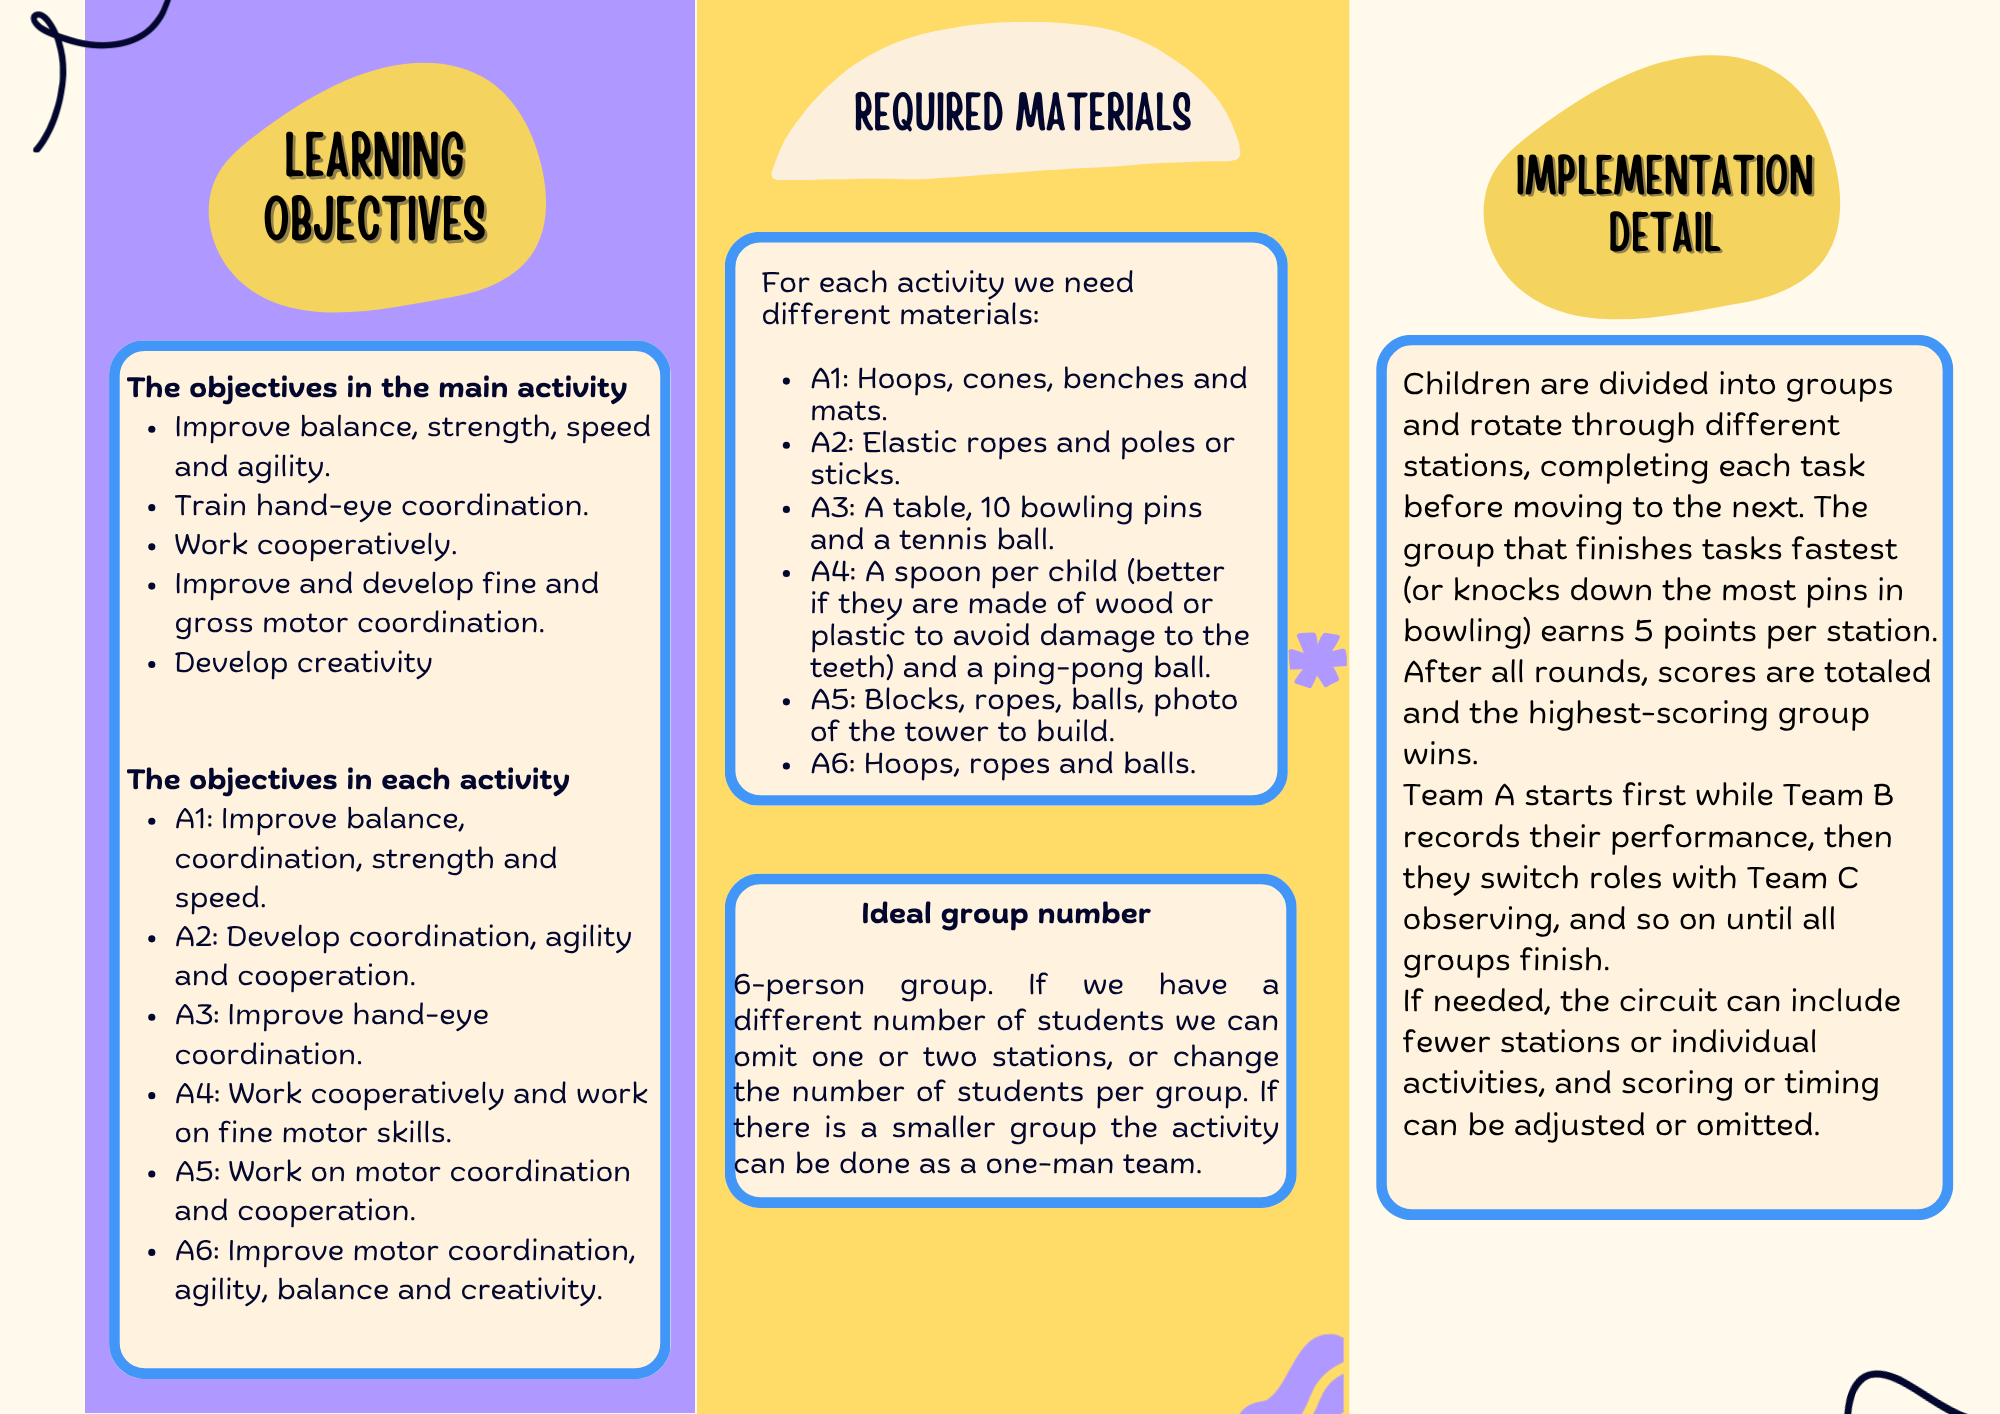 LEARNING
OBJECTIVES
The objectives in the main activity
• Improve balance, strength, speed
and agility.
• Train hand-eye coordination.
• Work cooperatively.
• Improve and develop fine and
gross motor coordination.
• Develop creativity
The objectives in each activity
• A1: Improve balance,
coordination, strength and
speed.
• A2: Develop coordination, agility
and cooperation.
• A3: Improve hand-eye
coordination.
• A4: Work cooperatively and work
on fine motor skills.
• A5: Work on motor coordination
and cooperation.
• A6: Improve motor coordination,
agility, balance and creativity.
REQUIRED MATERIALS
For each activity we need
different materials:
• A1: Hoops, cones, benches and
mats.
• A2: Elastic ropes and poles or
sticks.
• A3: A table, 10 bowling pins
and a tennis ball.
• A4: A spoon per child (better
if they are made of wood or
plastic to avoid damage to the
teeth) and a ping-pong ball.
• A5: Blocks, ropes, balls, photo
of the tower to build.
• A6: Hoops, ropes and balls.
Ideal group number
6-person group. If we have a
different number of students we can
omit one or two stations, or change
the number of students per group. If
there is a smaller group the activity
can be done as a one-man team.
IMPLEMENTATION
DETAIL
Children are divided into groups
and rotate through different
stations, completing each task
before moving to the next. The
group that finishes tasks fastest
(or knocks down the most pins in
bowling) earns 5 points per station.
After all rounds, scores are totaled
and the highest-scoring group
wins.
Team A starts first while Team B
records their performance, then
they switch roles with Team C
observing, and so on until all
groups finish.
If needed, the circuit can include
fewer stations or individual
activities, and scoring or timing
can be adjusted or omitted.